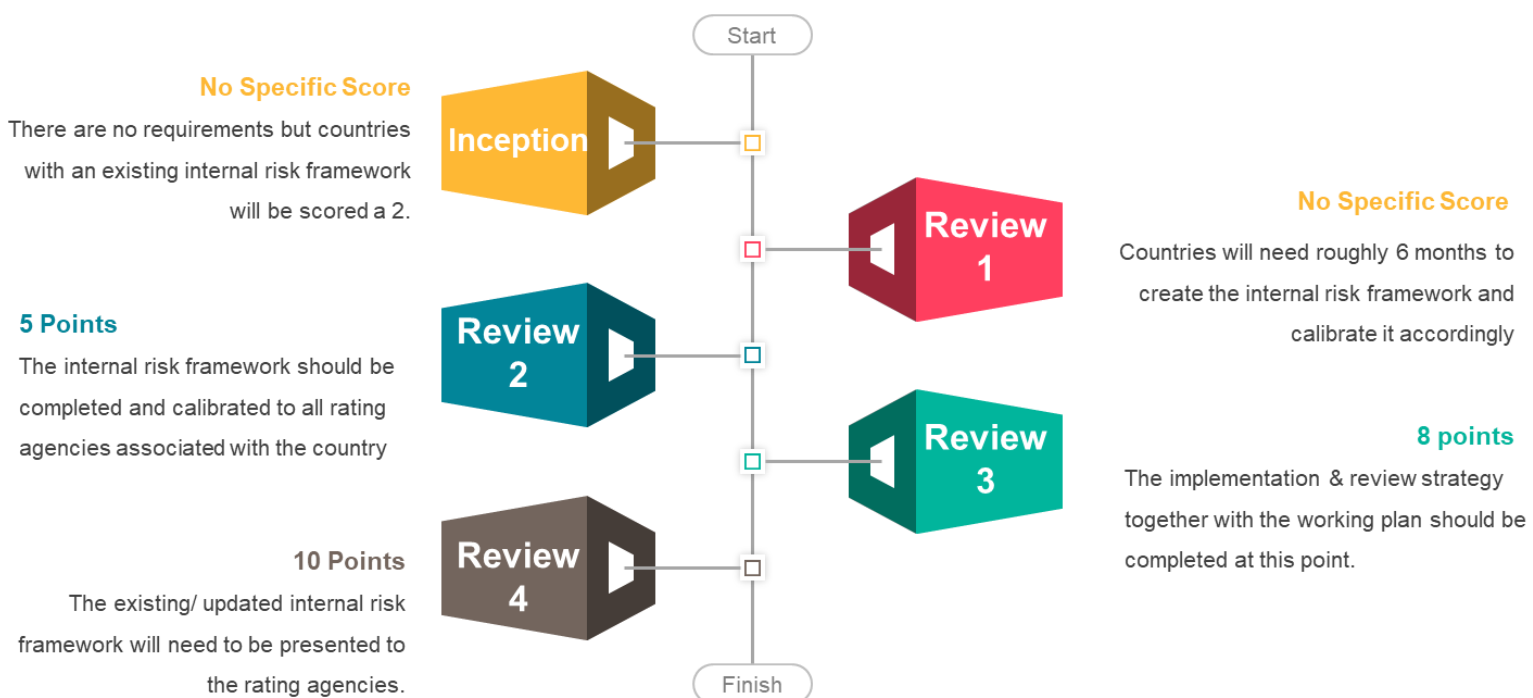 Start
No Specific Score
There are no requirements but countries
with an existing internal risk framework
will be scored a 2.
Inception
Review
1
No Specific Score
Countries will need roughly 6 months to
create the internal risk framework and
calibrate it accordingly
5 Points
The internal risk framework should be
completed and calibrated to all rating
agencies associated with the country
Review
2
Review
3
8 points
The implementation & review strategy
together with the working plan should be
completed at this point.
10 Points
The existing/ updated internal risk
framework will need to be presented to
the rating agencies.
Review
4
Finish